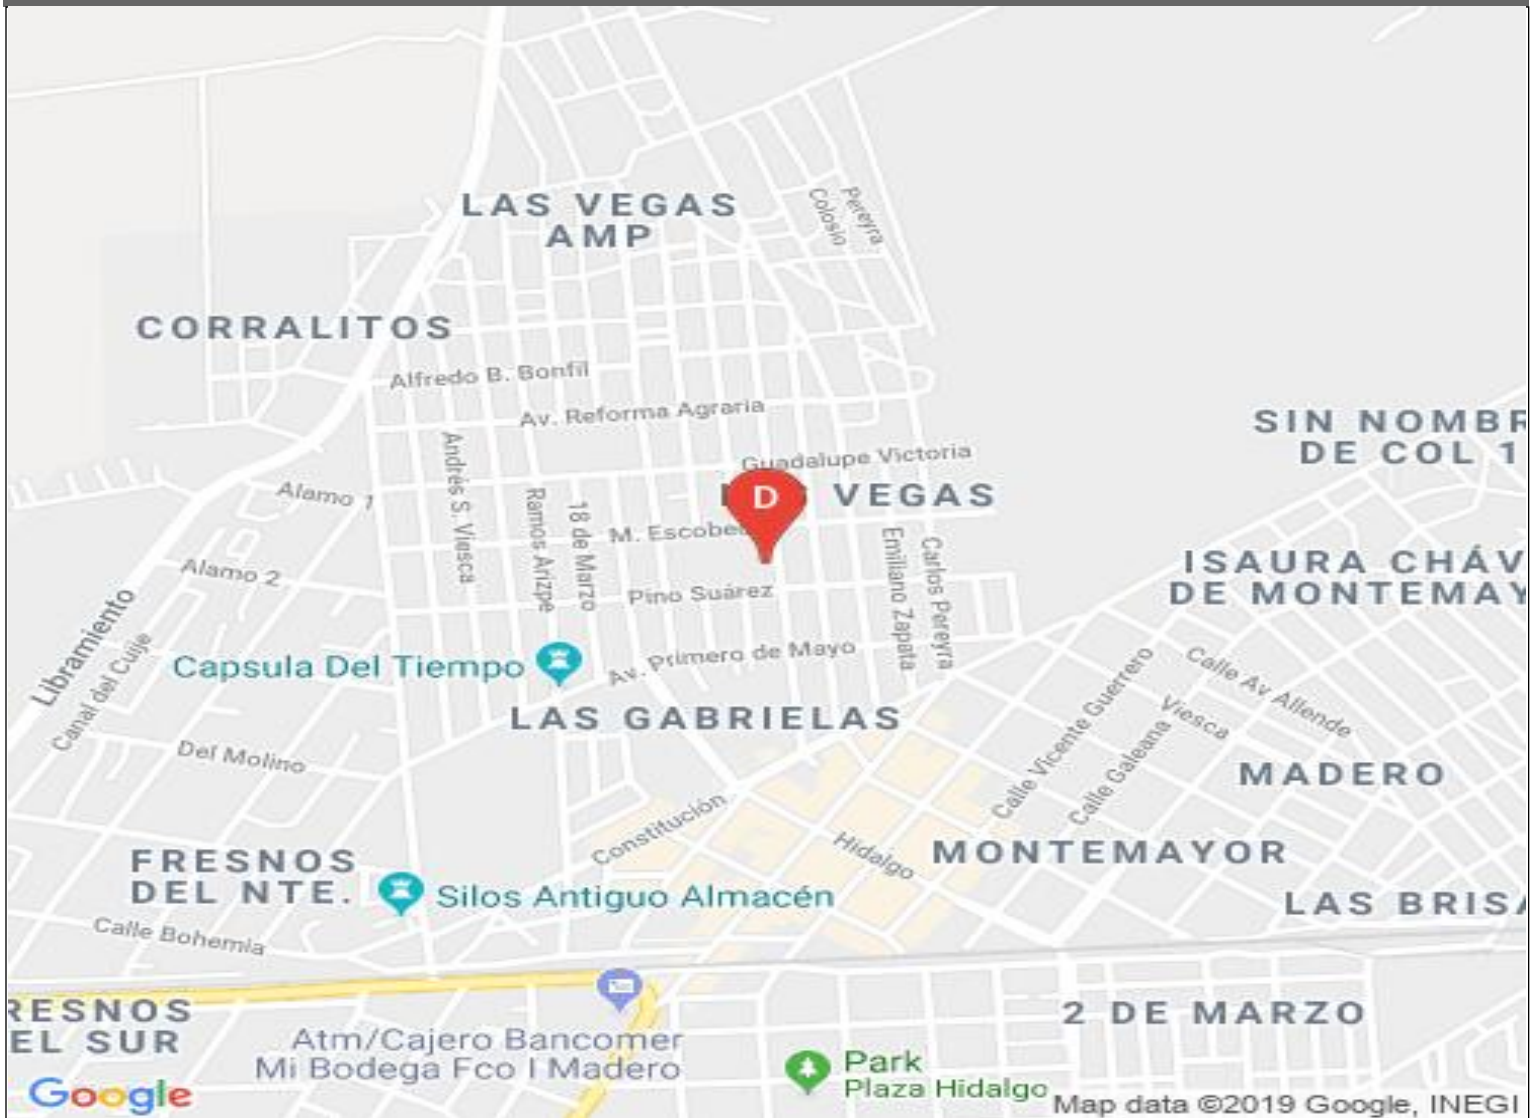 Pereyra
Colosio
LAS VEGAS
AMP
CORRALITOS
Alfredo B. Bonfil
Av. Reforma Agraria
SIN NOMBR
DE COL 1
Guadalupe Victoria
Andrés S. Viesca
Alamo 1
Ramos Arizpe
18 de Marzo
D
VEGAS
M. Escobe
Emiliano Zapata
Carlos Pereyra
ISAURA CHÁV
DE MONTEMAY
Alamo 2
Pino Suárez
Libramiento
Canal del Cuije
Capsula Del Tiempo
Av. Primero de Mayo
Calle Vicente Guerrero
Calle Av Allende
Viesca
Calle Galeana
LAS GABRIELAS
Del Molino
MADERO
Constitución
Hidalgo
MONTEMAYOR
FRESNOS
DEL NTE.
Silos Antiguo Almacén
LAS BRISA
Calle Bohemia
RESNOS
EL SUR
2 DE MARZO
Atm/Cajero Bancomer
Mi Bodega Fco I Madero
Park
Plaza Hidalgo
Google
Map data ©2019 Google, INEGI